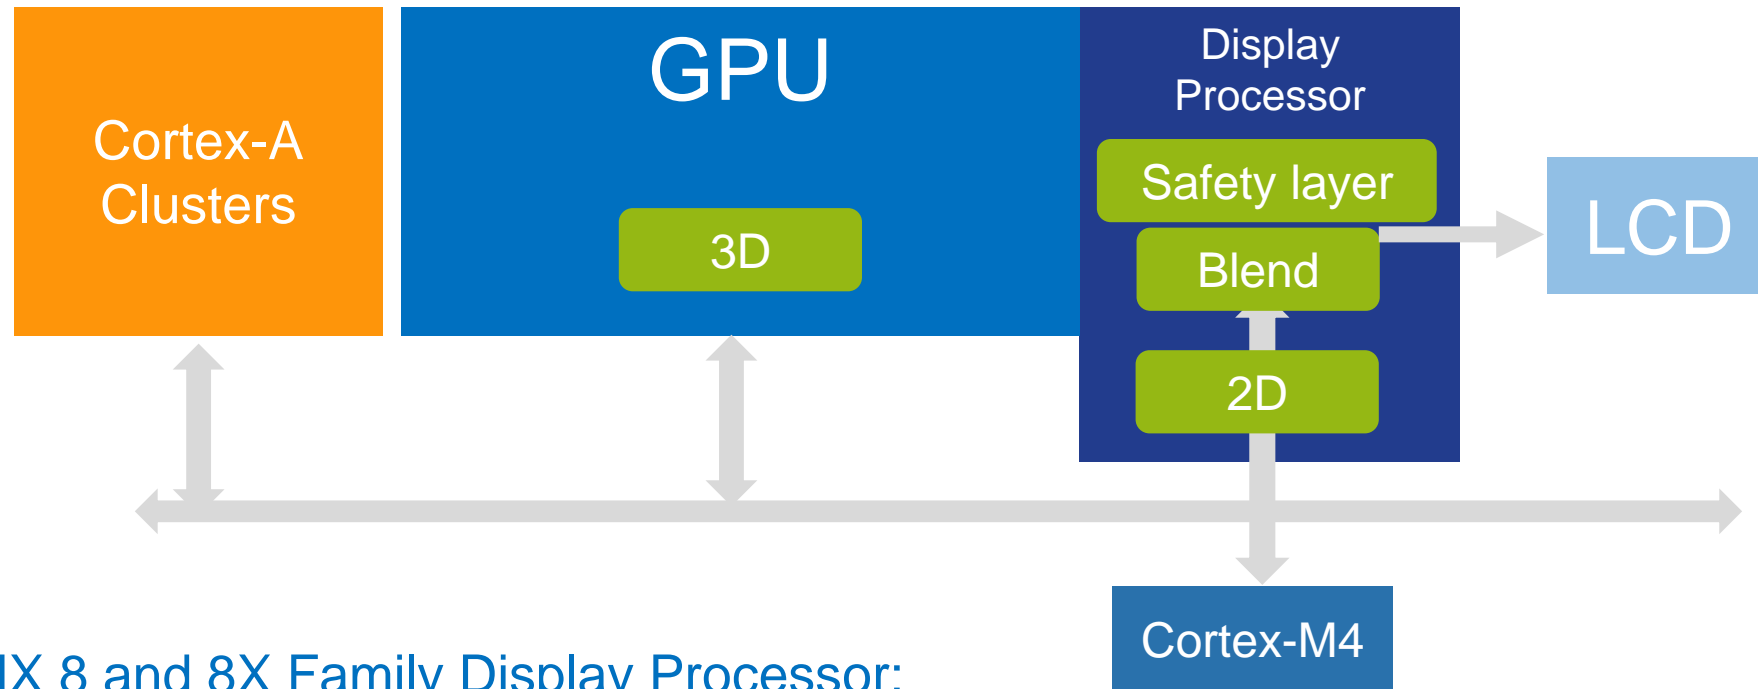 GPU
Display
Processor
Cortex-A
Clusters
Safety layer
3D
Blend
LCD
2D
Cortex-M4
8 and 8X Family Display Processor: